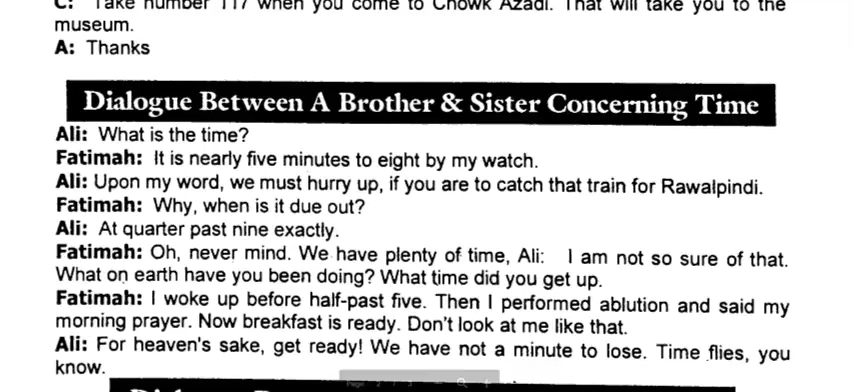 C: Take number 117 when you come to Chowk Azadi. That will take you to the
museum.
A: Thanks
Dialogue Between A Brother & Sister Concerning Time
Ali: What is the time?
Fatimah: It is nearly five minutes to eight by my watch.
Ali: Upon my word, we must hurry up, if you are to catch that train for Rawalpindi.
Fatimah: Why, when is it due out?
Ali: At quarter past nine exactly.
Fatimah: Oh, never mind. We have plenty of time, Ali: I am not so sure of that.
What on earth have you been doing? What time did you get up.
Fatimah: I woke up before half-past five. Then I performed ablution and said my
morning prayer. Now breakfast is ready. Don't look at me like that.
Ali: For heaven's sake, get ready! We have not a minute to lose. Time flies, you
know.